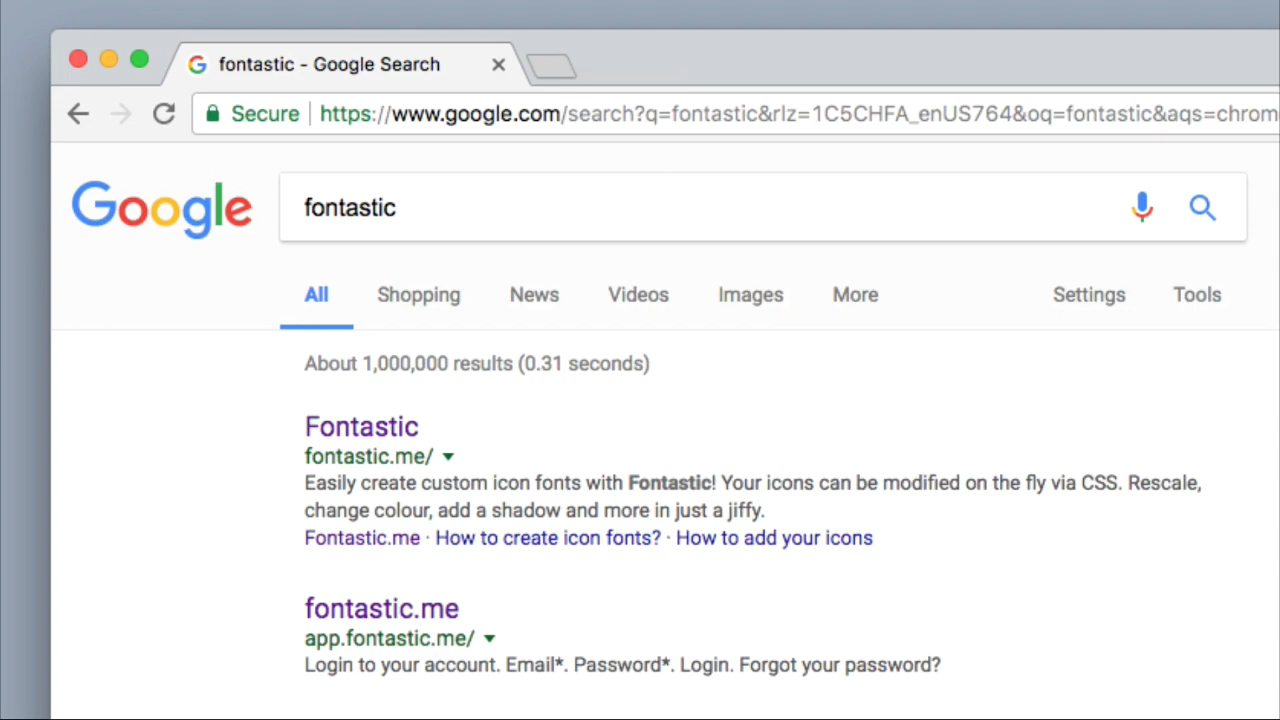 fontastic - Google Search
Secure https://www.google.com/search?q=fontastic&rlz=1C5CHFA_enUS764&oq=fontastic&aqs=chrom
Google fontastic
All Shopping News Videos Images More Settings Tools
About 1,000,000 results (0.31 seconds)
Fontastic
fontastic.me/
Easily create custom icon fonts with Fontastic! Your icons can be modified on the fly via CSS. Rescale,
change colour, add a shadow and more in just a jiffy.
Fontastic.me · How to create icon fonts? · How to add your icons
fontastic.me
app.fontastic.me/
Login to your account. Email*. Password*. Login. Forgot your password?